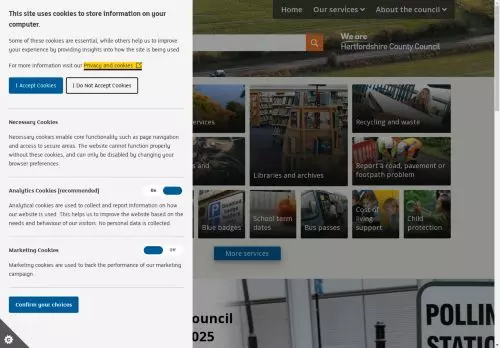 This site uses cookies to store information on your
computer.
Some of these cookies are essential, while others help us to
improve your experience by providing insights into how the site is being used.
For more information visit our Privacy and cookies
I Accept Cookies
I Do Not Accept Cookies
Necessary Cookies
Necessary cookies enable core functionality such as page navigation
and access to secure areas. The website cannot function properly
without these cookies, and can only be disabled by changing your
browser preferences.
Analytics Cookies (recommended)
On
Analytical cookies are used to collect and report information on how
our website is used. This helps us to improve the website based on the
needs and behaviour of our visitors. No personal data is collected.
Marketing Cookies
Off
Marketing cookies are used to track the performance of our marketing
campaign.
Confirm your choices
Home
Our services
About the council
We are
Hertfordshire County Council
ervices
Recycling and waste
s and
Libraries and archives
Report a road, pavement or
footpath problem
Blue badges
School term
dates
Bus passes
Cost of
living
support
Child
protection
More services
ouncil
025
POLLIN
STATIO